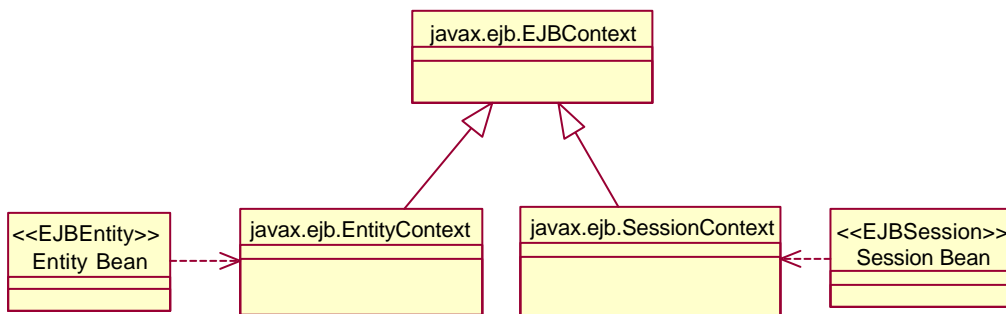 javax.ejb.EJBContext
<<EJBEntity>>
Entity Bean
javax.ejb.EntityContext
javax.ejb.SessionContext
<<EJBSession>>
Session Bean